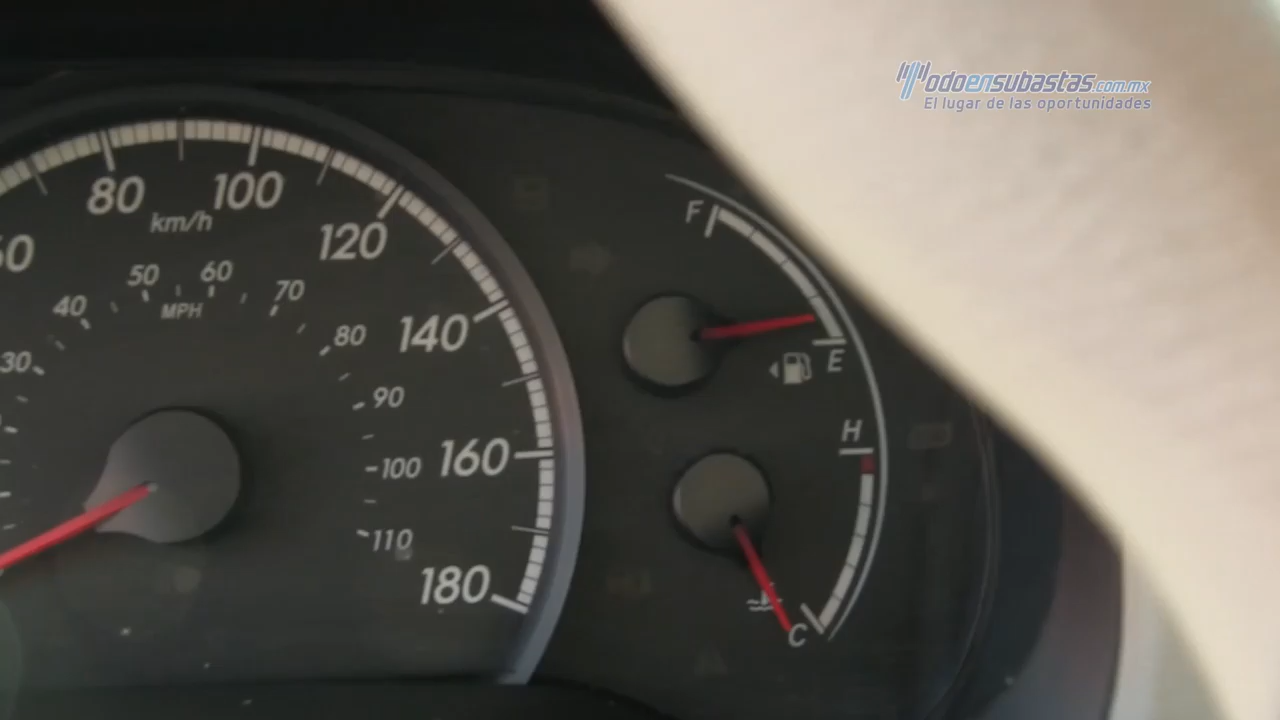 Todoensubastas.com.mx
El lugar de las oportunidades
80
100
km/h
120
50
60
40
70
MPH
80
140
30
90
100
160
110
180
F
E
H
C